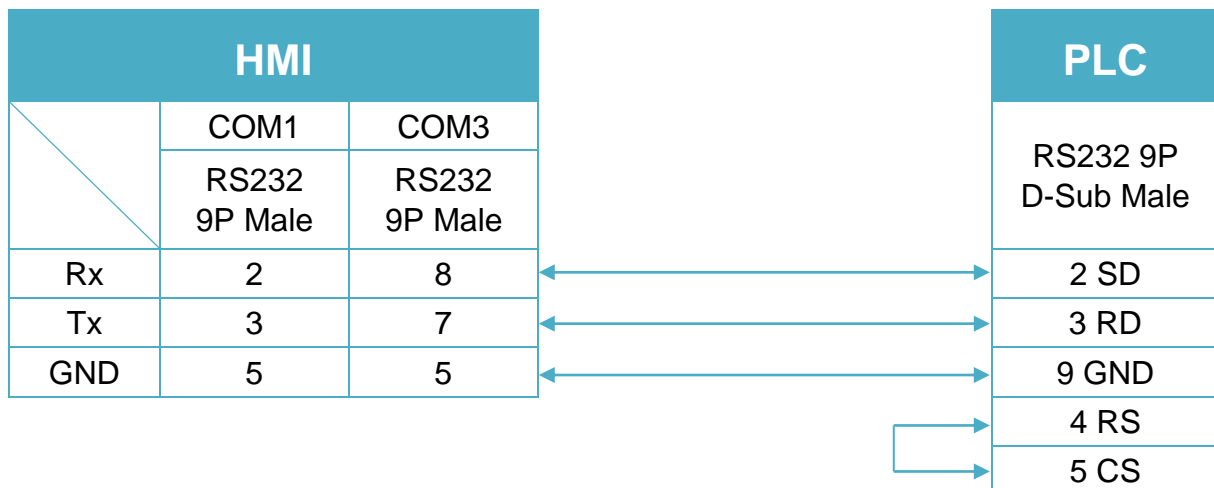 HMI
PLC
COM1 COM3
RS232 9P Male RS232 9P Male
RS232 9P
D-Sub Male
Rx 2 8 2 SD
Tx 3 7 3 RD
GND 5 5 9 GND
4 RS
5 CS